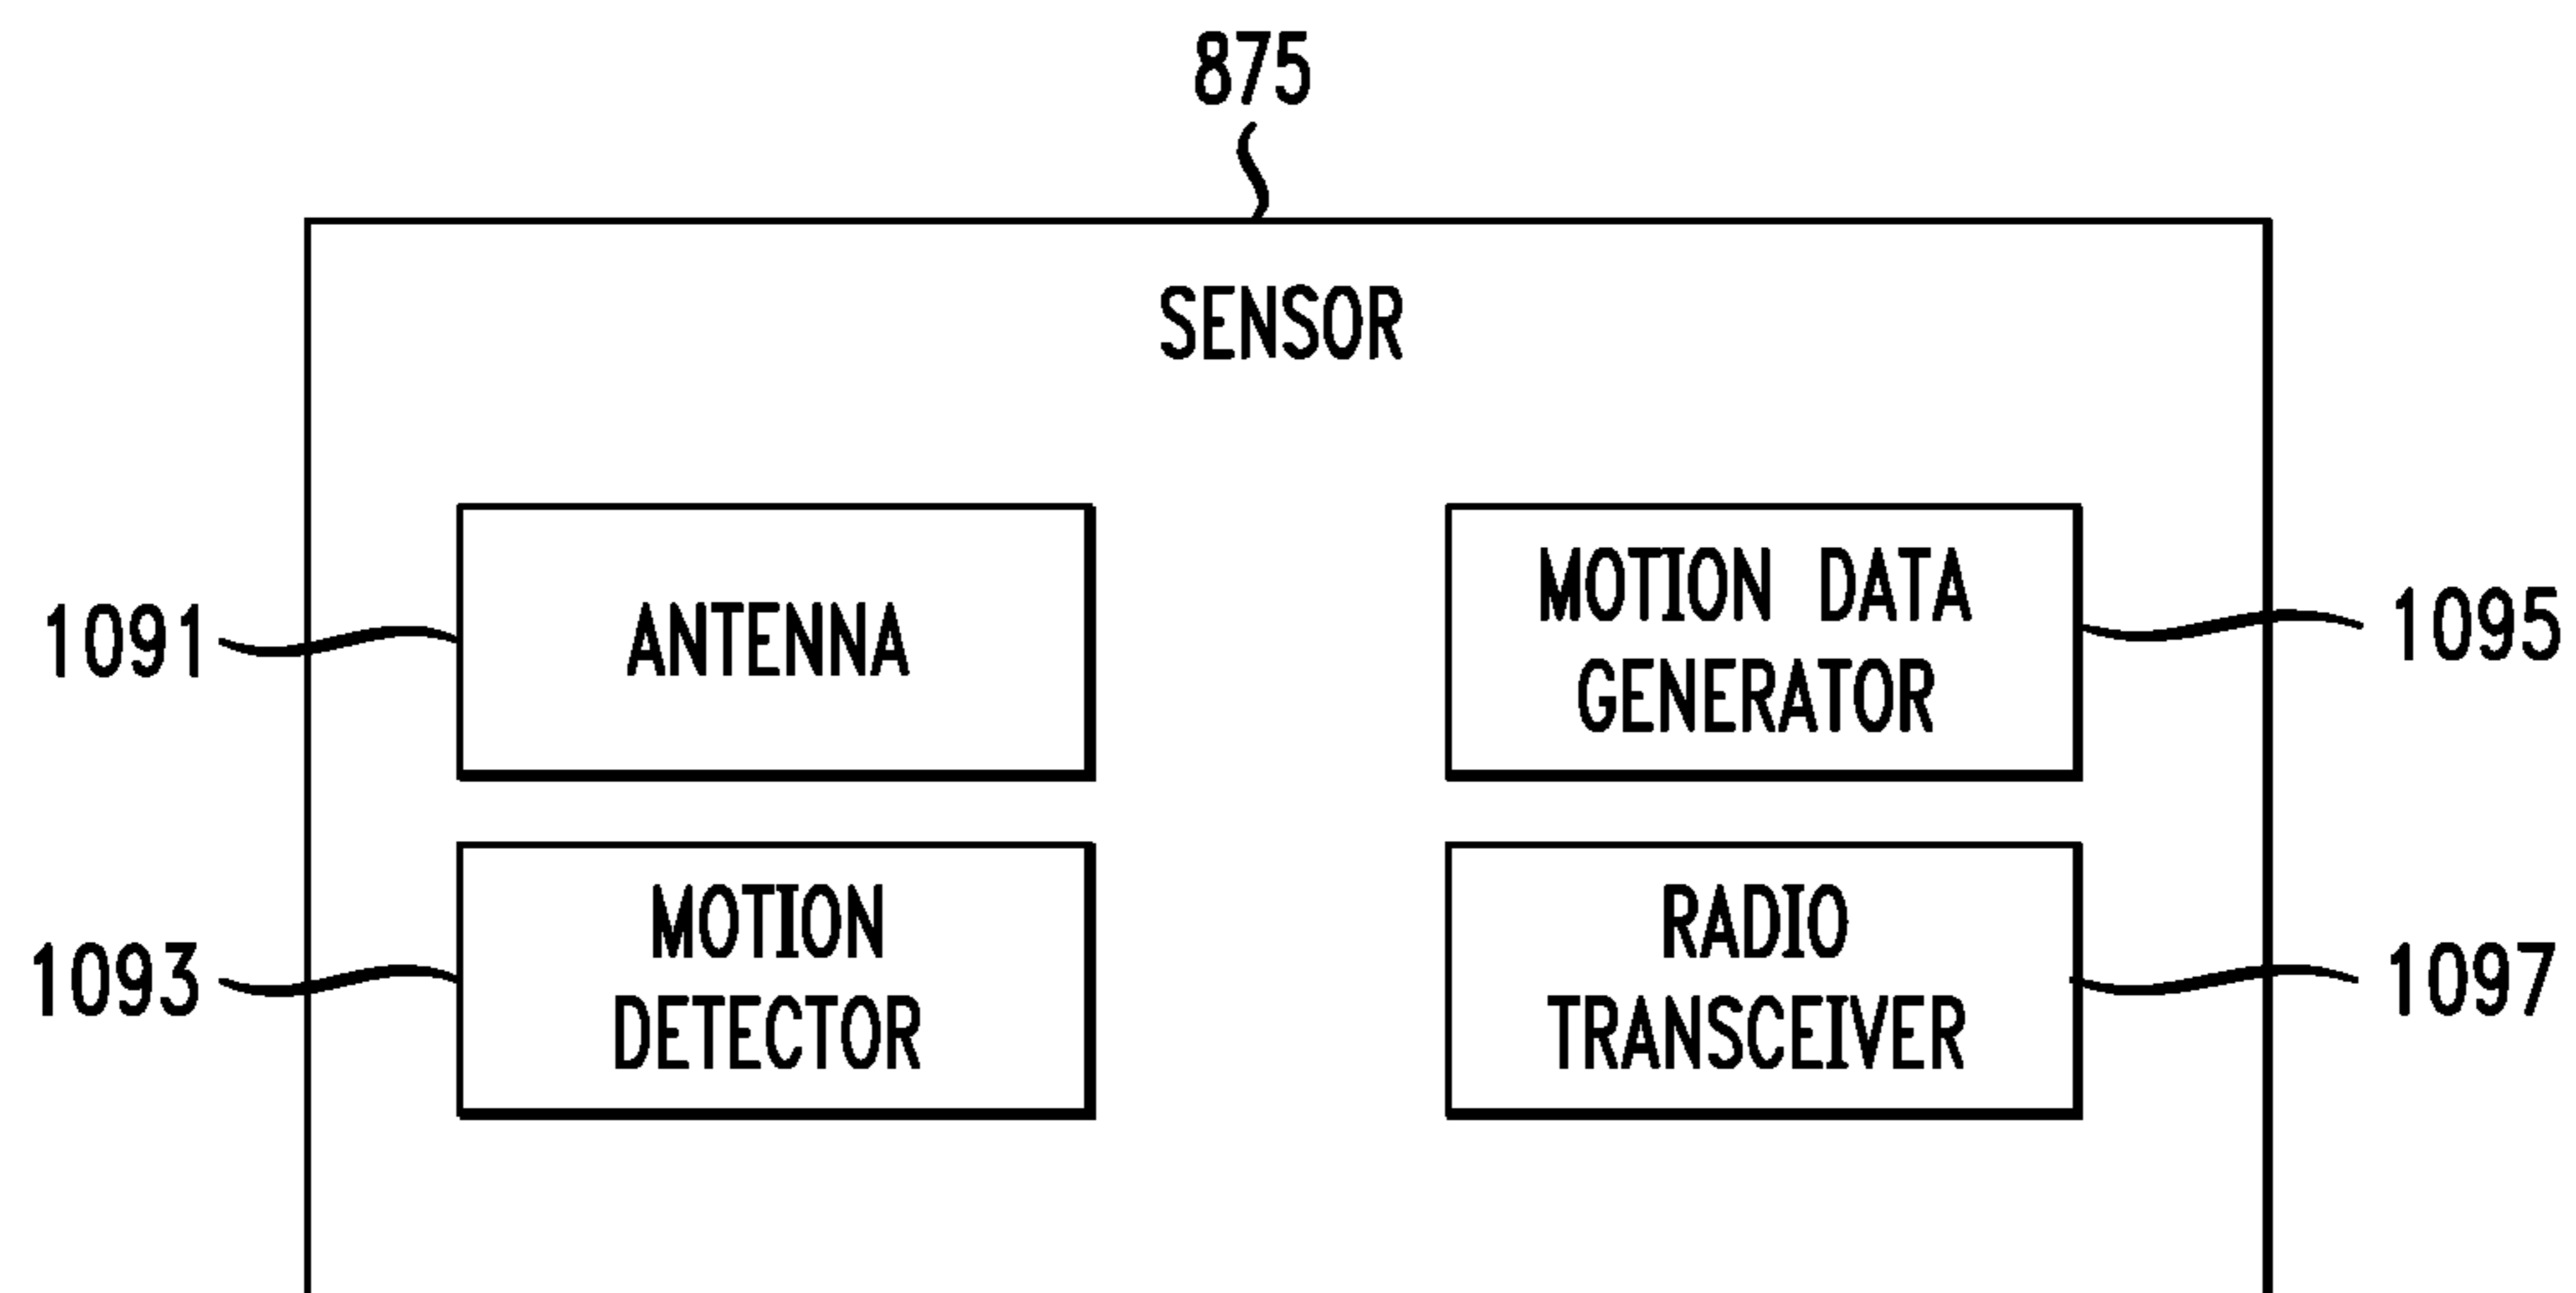 875
SENSOR
1091
ANTENNA
MOTION DATA
GENERATOR
1095
1093
MOTION
DETECTOR
RADIO
TRANSCEIVER
1097